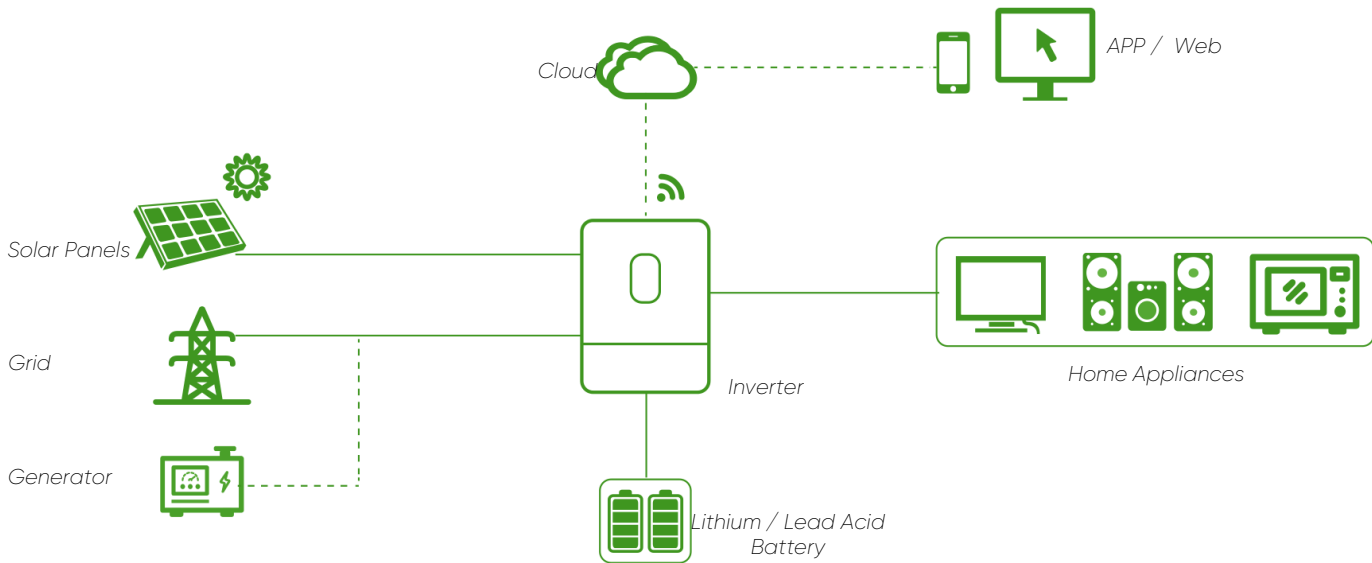 Cloud
APP / Web
Solar Panels
Grid
Inverter
Home Appliances
Generator
Lithium / Lead Acid
Battery